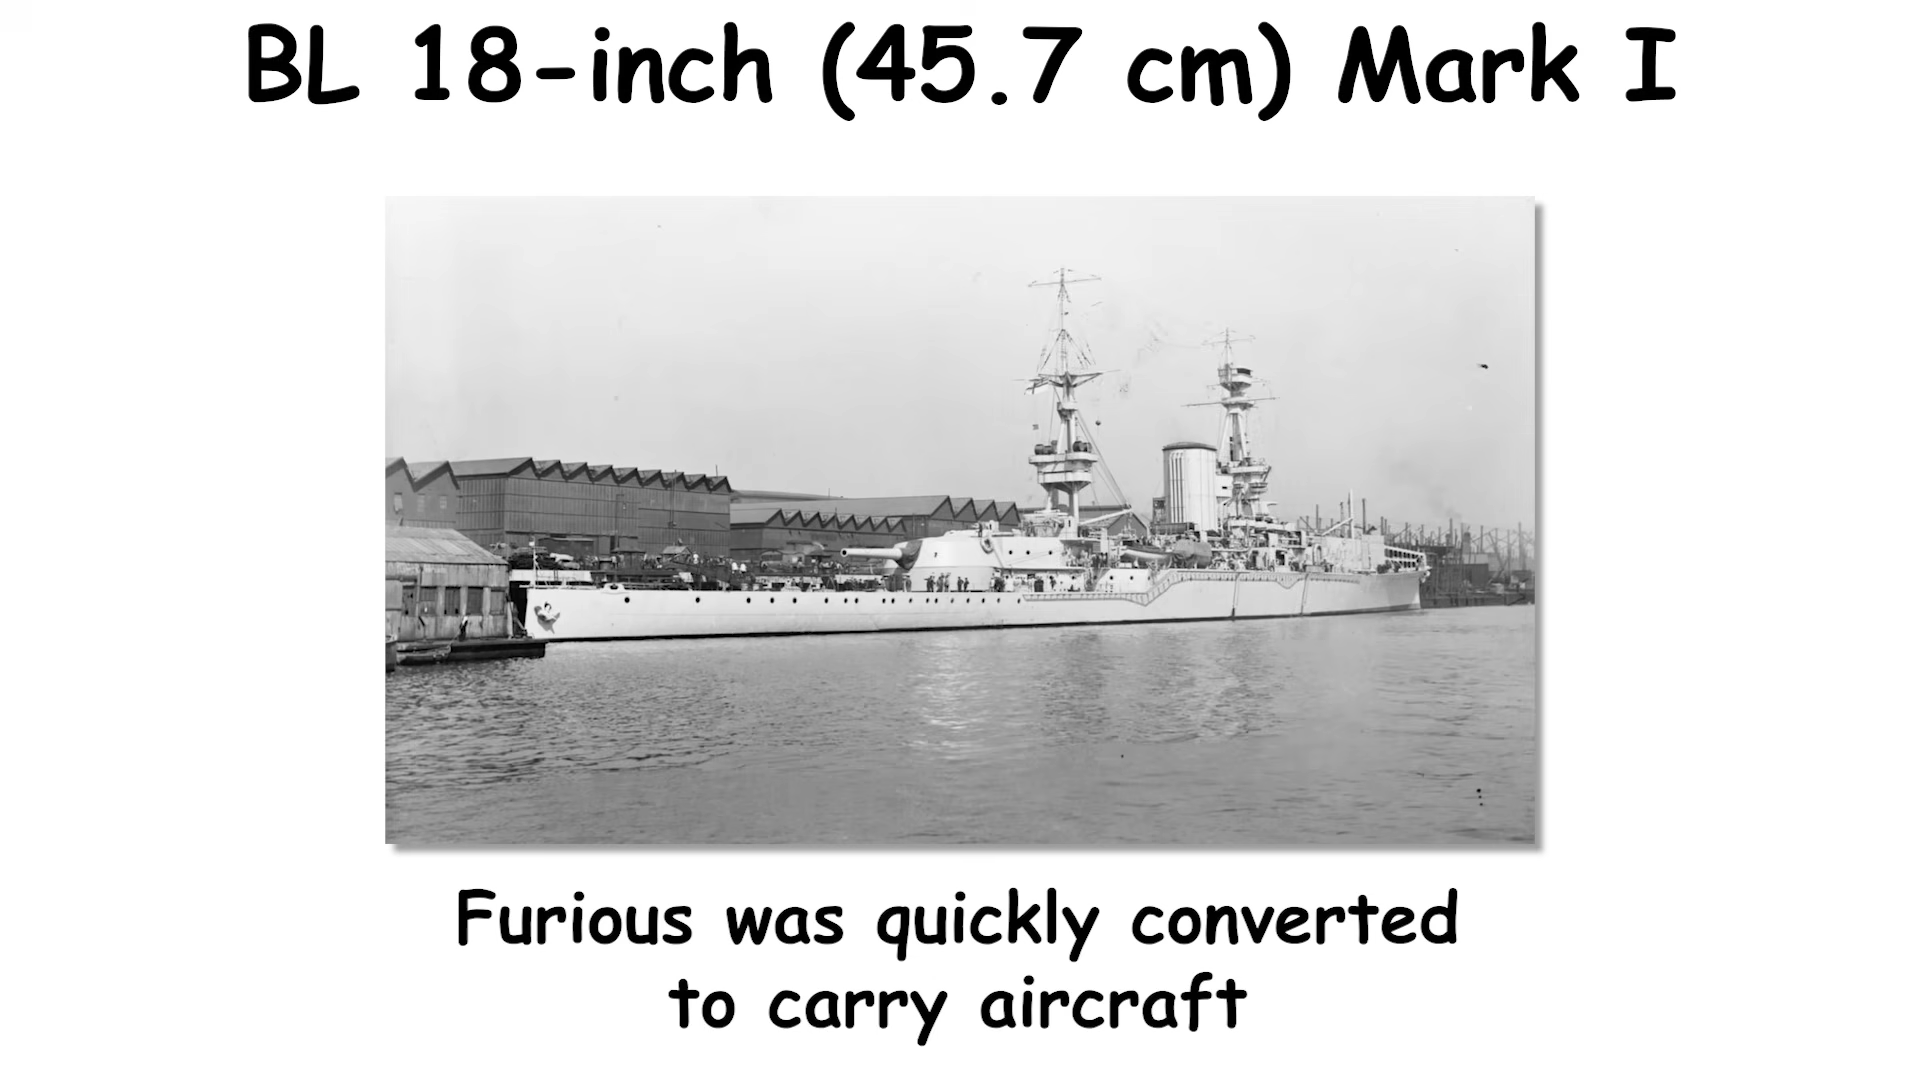 BL 18-inch (45.7 cm) Mark I
Furious was quickly converted
to carry aircraft